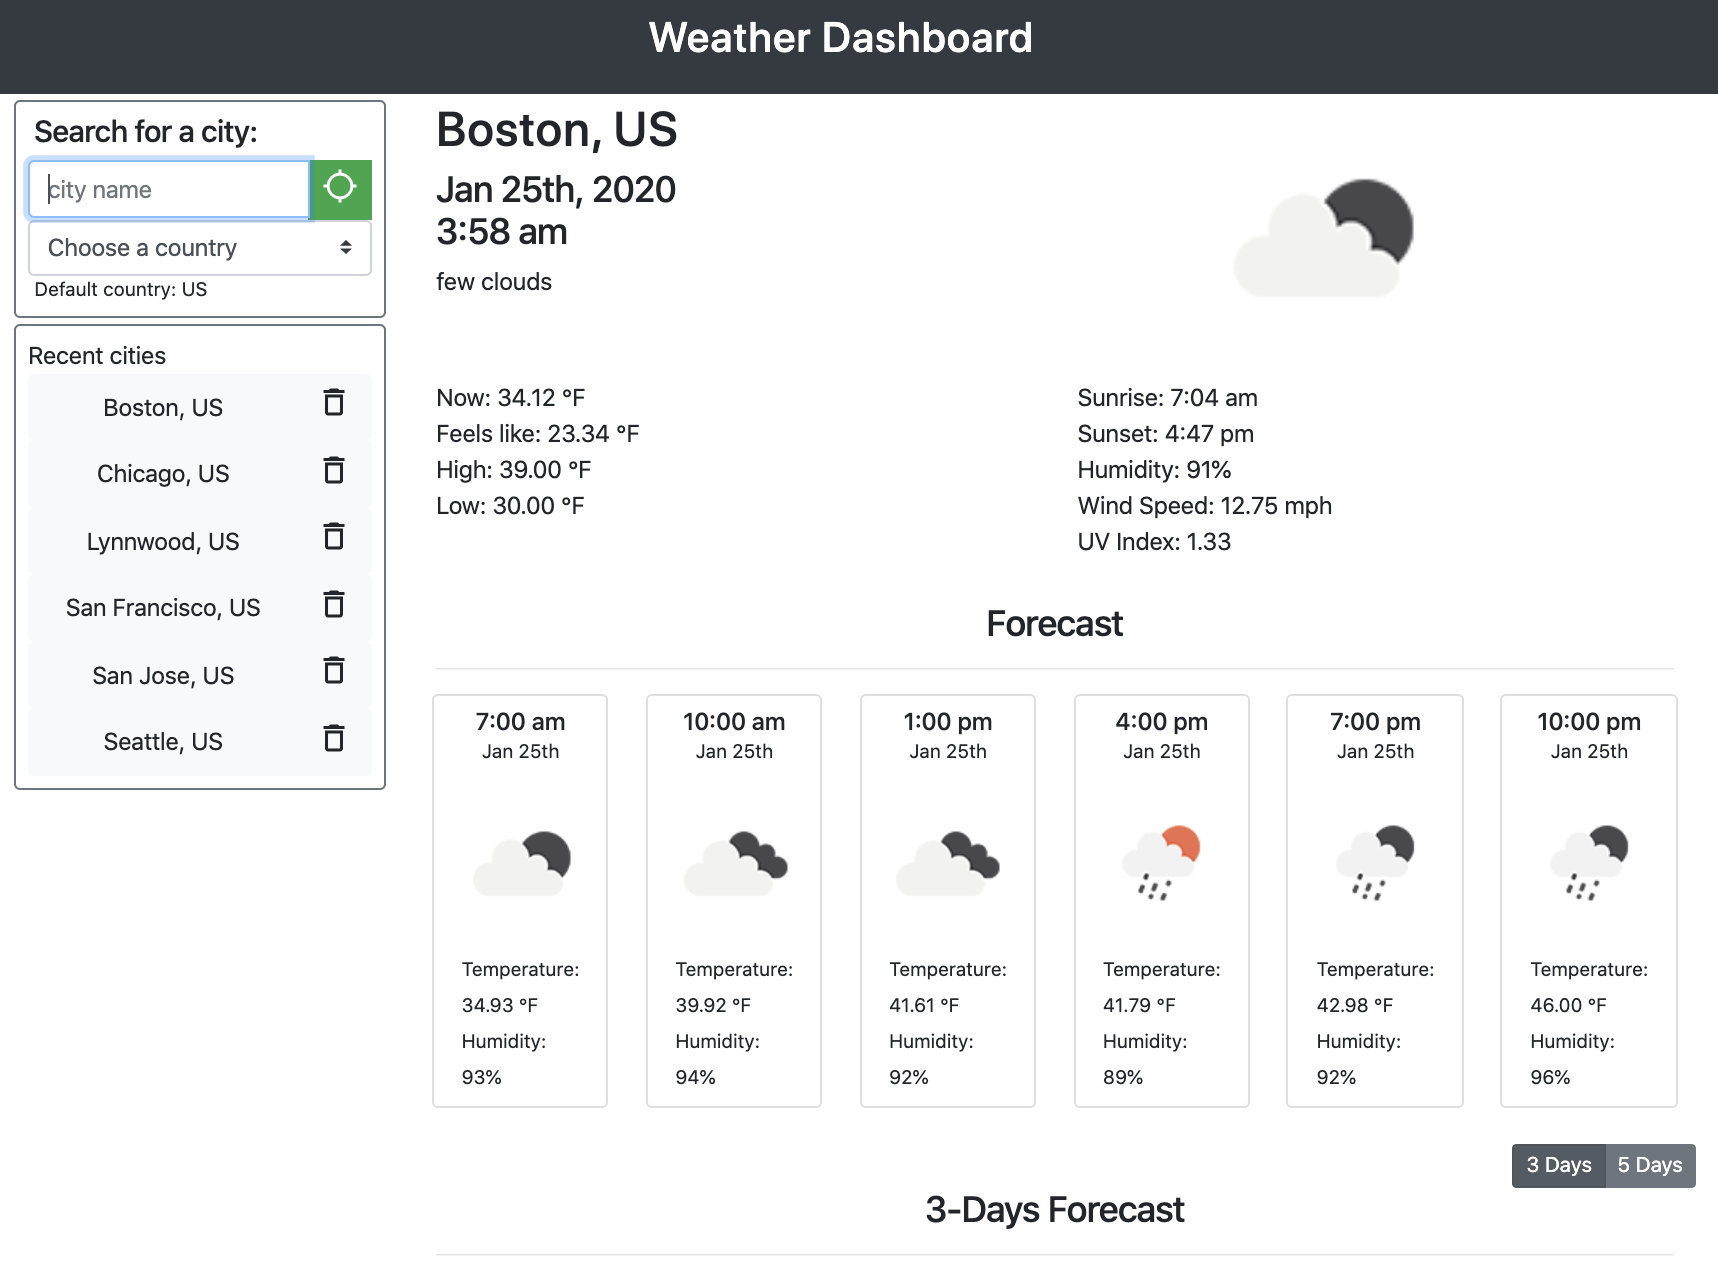 Weather Dashboard
Search for a city:
city name
Choose a country
Default country: US
Recent cities
Boston, US
Chicago, US
Lynnwood, US
San Francisco, US
San Jose, US
Seattle, US
Boston, US
Jan 25th, 2020
3:58 am
few clouds
Now: 34.12 °F
Feels like: 23.34 °F
High: 39.00 °F
Low: 30.00 °F
Sunrise: 7:04 am
Sunset: 4:47 pm
Humidity: 91%
Wind Speed: 12.75 mph
UV Index: 1.33
Forecast
7:00 am
Jan 25th
Temperature:
34.93 °F
Humidity:
93%
10:00 am
Jan 25th
Temperature:
39.92 °F
Humidity:
94%
1:00 pm
Jan 25th
Temperature:
41.61 °F
Humidity:
92%
4:00 pm
Jan 25th
Temperature:
41.79 °F
Humidity:
89%
7:00 pm
Jan 25th
Temperature:
42.98 °F
Humidity:
92%
10:00 pm
Jan 25th
Temperature:
46.00 °F
Humidity:
96%
3 Days
5 Days
3-Days Forecast